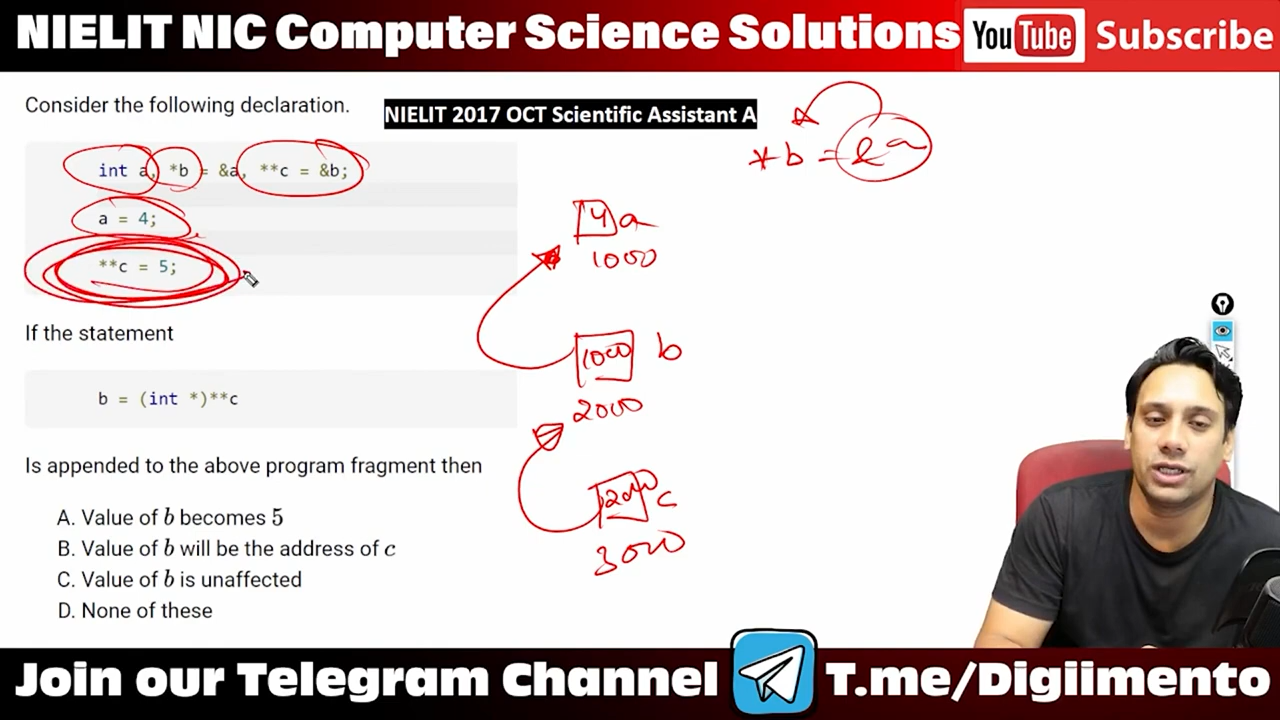 NIELIT NIC Computer Science Solutions
YouTube Subscribe
Consider the following declaration.
NIELIT 2017 OCT Scientific Assistant A
int a, *b = &a, **c = &b;
a = 4;
**c = 5;
If the statement
b = (int *)**c
Is appended to the above program fragment then
A. Value of b becomes 5
B. Value of b will be the address of c
C. Value of b is unaffected
D. None of these
*b = &a
4 a
1000
1000 b
2000
2000 c
3000
Join our Telegram Channel
T.me/Digiimento